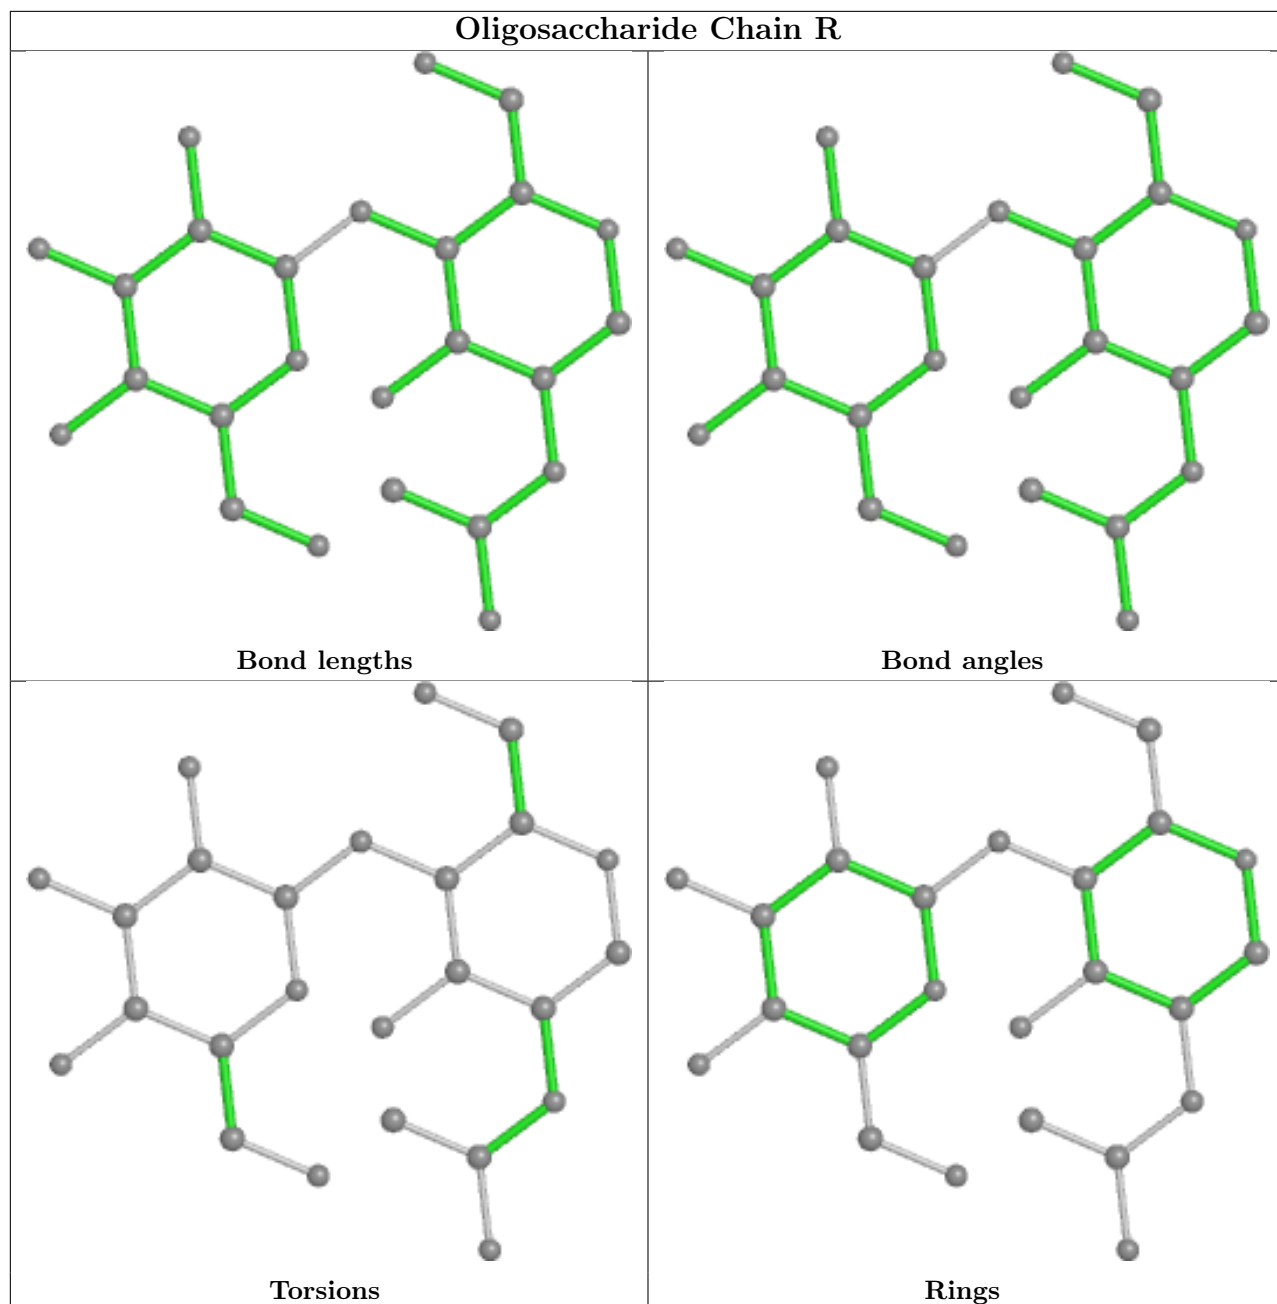 Oligosaccharide Chain R
Bond lengths
Bond angles
Torsions
Rings